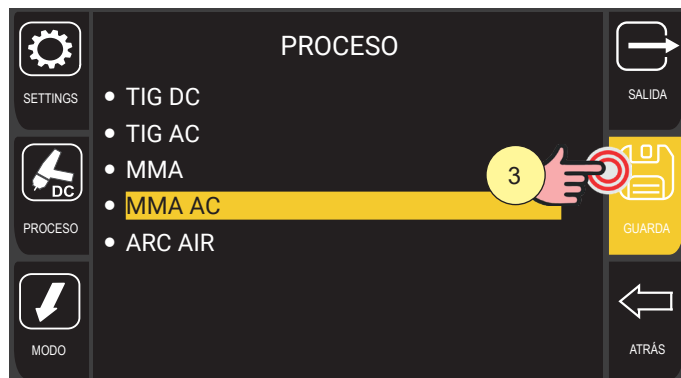 PROCESO
SETTINGS
DC
PROCESO
MODO
• TIG DC
• TIG AC
• MMA
• MMA AC
• ARC AIR
3
SALIDA
GUARDA
ATRÁS